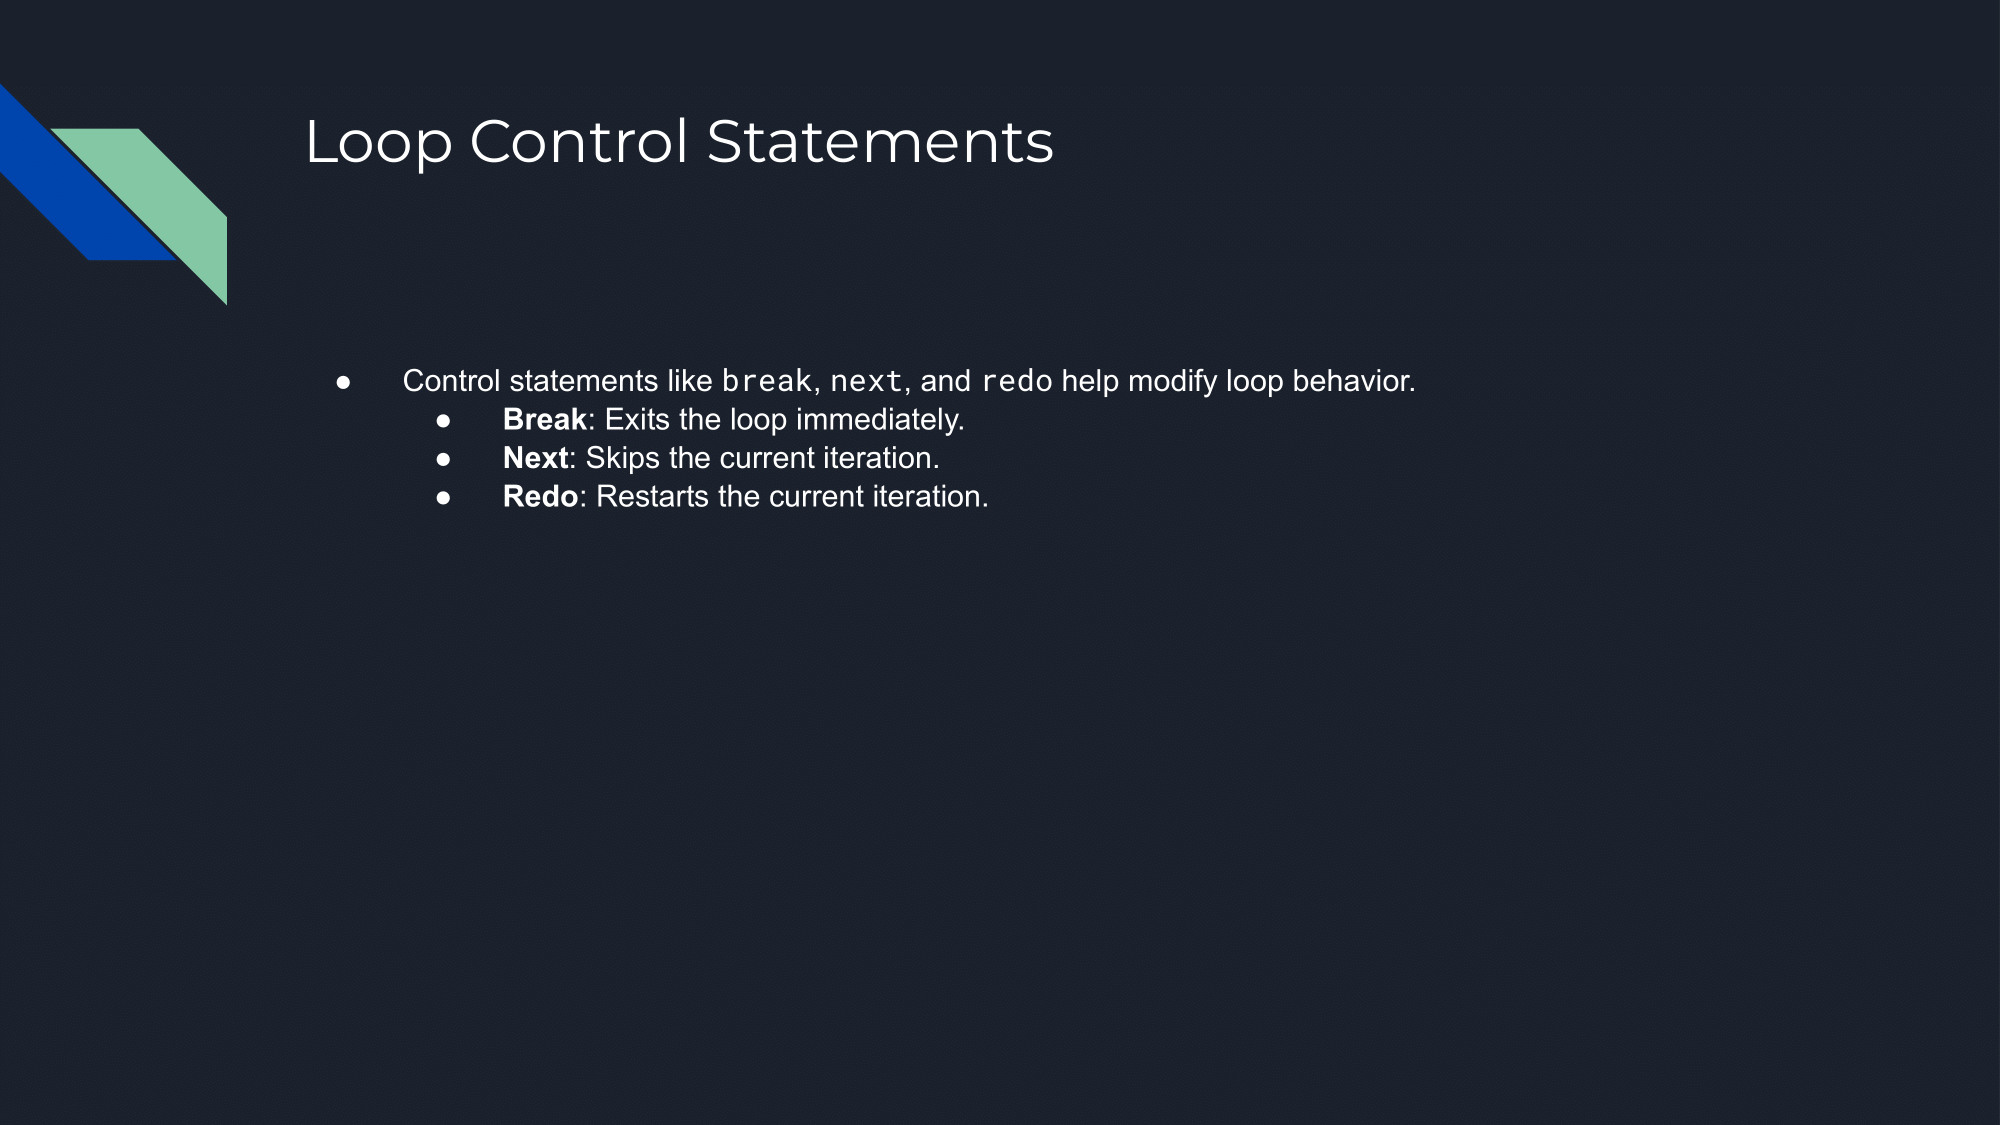 Loop Control Statements
● Control statements like break, next, and redo help modify loop behavior.
● Break: Exits the loop immediately.
● Next: Skips the current iteration.
● Redo: Restarts the current iteration.